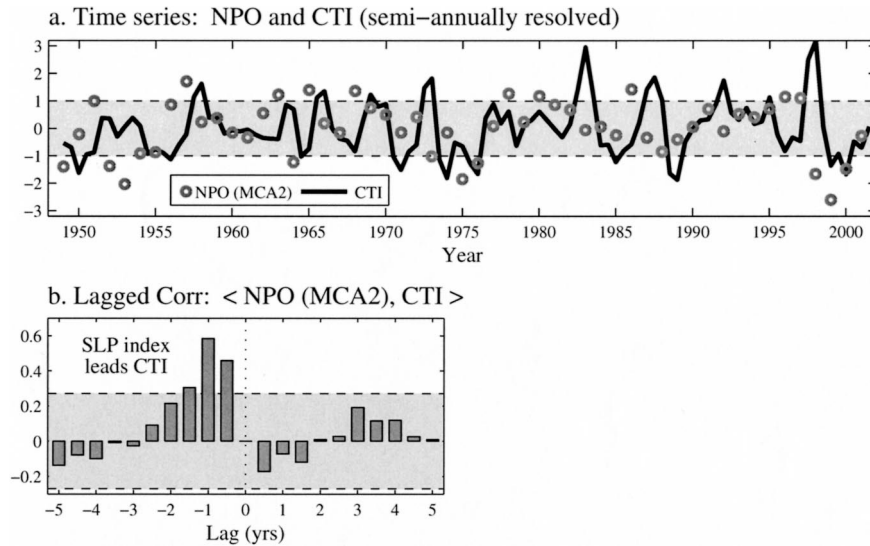 a. Time series: NPO and CTI (semi−annually resolved)
3
2
1
0
−1
−2
−3
NPO (MCA2) CTI
1950 1955 1960 1965 1970 1975 1980 1985 1990 1995 2000
Year
b. Lagged Corr: < NPO (MCA2), CTI >
0.6
0.4
0.2
0
−0.2
SLP index
leads CTI
−5 −4 −3 −2 −1 0 1 2 3 4 5
Lag (yrs)